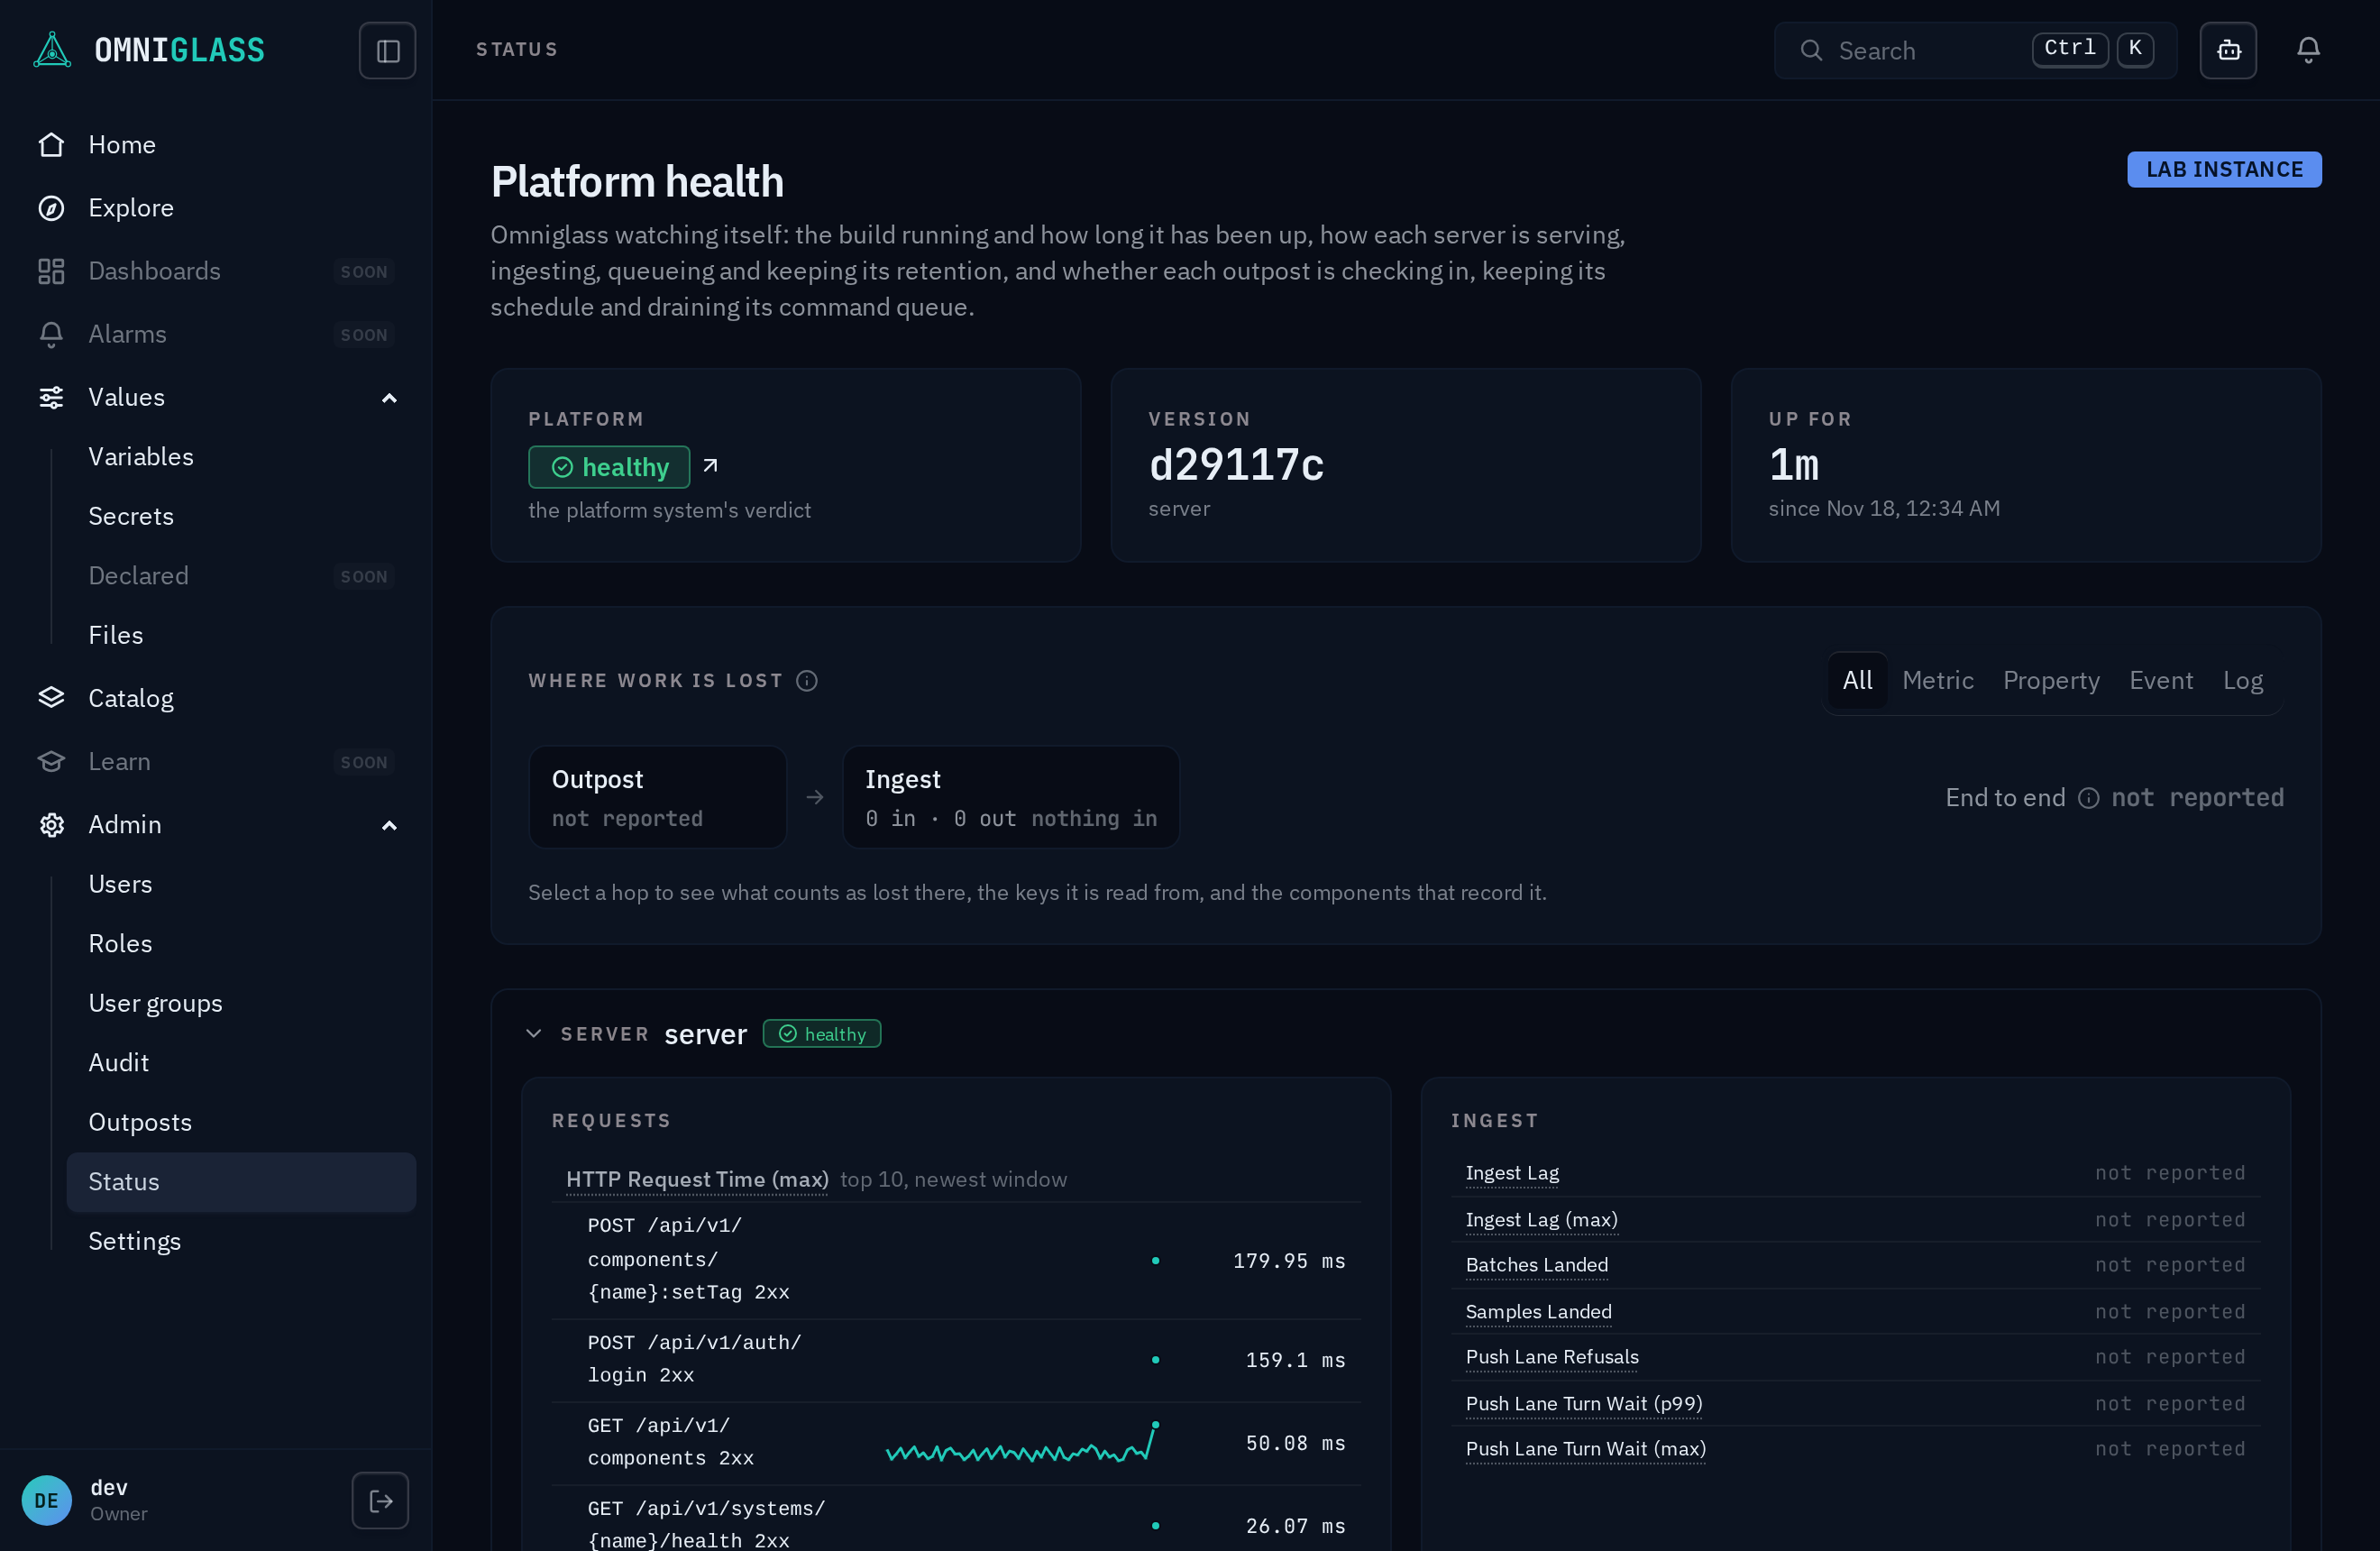 OMNIGLASS
Home
Explore
Dashboards SOON
Alarms SOON
Values
Variables
Secrets
Declared SOON
Files
Catalog
Learn SOON
Admin
Users
Roles
User groups
Audit
Outposts
Status
Settings
DE
dev
Owner
STATUS
Search Ctrl K
Platform health
LAB INSTANCE
Omniglass watching itself: the build running and how long it has been up, how each server is serving,
ingesting, queueing and keeping its retention, and whether each outpost is checking in, keeping its
schedule and draining its command queue.
PLATFORM
healthy
the platform system's verdict
VERSION
d29117c
server
UP FOR
1m
since Nov 18, 12:34 AM
WHERE WORK IS LOST
All Metric Property Event Log
Outpost
not reported
Ingest
0 in · 0 out nothing in
End to end not reported
Select a hop to see what counts as lost there, the keys it is read from, and the components that record it.
SERVER server healthy
REQUESTS
HTTP Request Time (max) top 10, newest window
POST /api/v1/
components/
{name}:setTag 2xx
179.95 ms
POST /api/v1/auth/
login 2xx
159.1 ms
GET /api/v1/
components 2xx
50.08 ms
GET /api/v1/systems/
{name}/health 2xx
26.07 ms
INGEST
Ingest Lag not reported
Ingest Lag (max) not reported
Batches Landed not reported
Samples Landed not reported
Push Lane Refusals not reported
Push Lane Turn Wait (p99) not reported
Push Lane Turn Wait (max) not reported